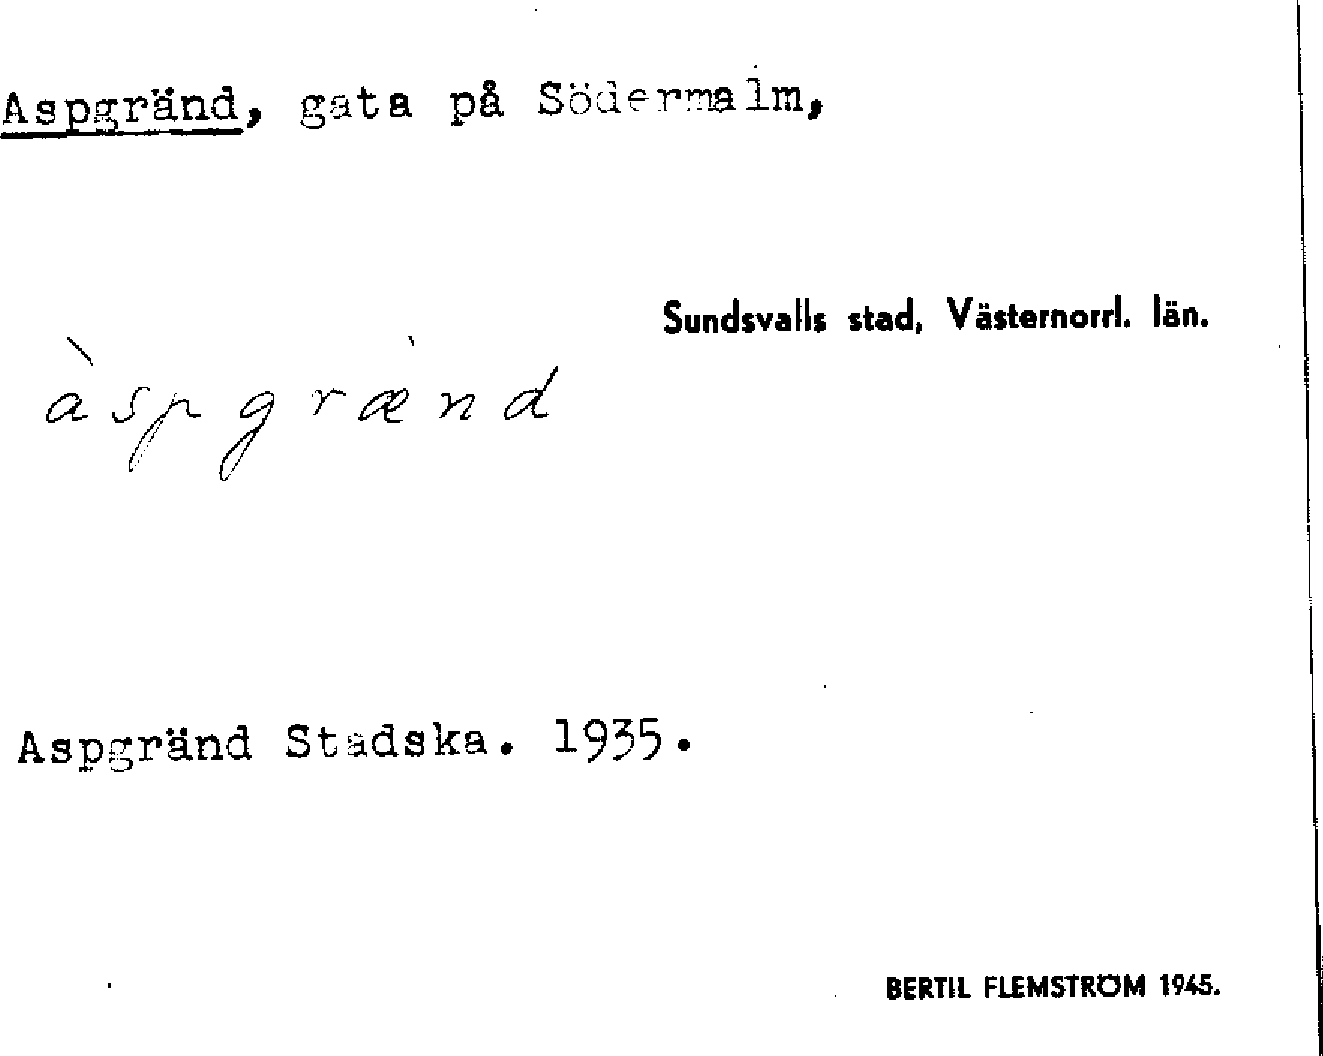 Aspgränd, gata på Södermalm,
Sundsvalls stad, Västernorrl. län.
àspgrænd
Aspgränd Stadska. 1935.
BERTIL FLEMSTRÖM 1945.